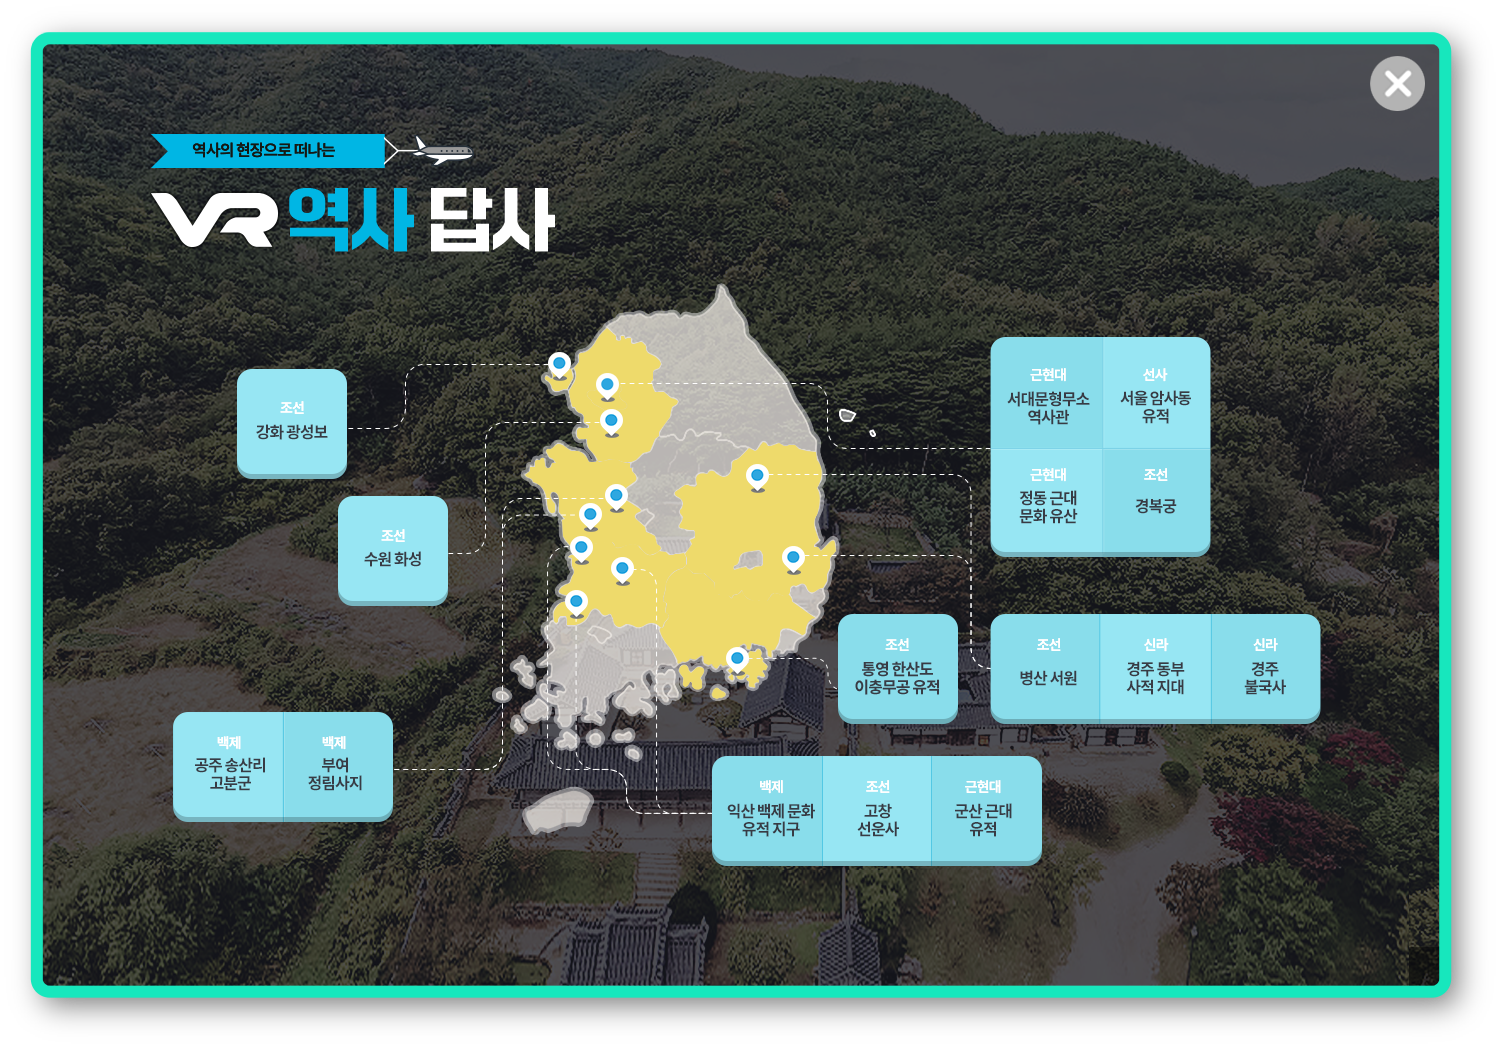 역사의 현장으로 떠나는
VR 역사 답사
조선
강화 광성보
조선
수원 화성
백제
공주 송산리
고분군
백제
부여
정림사지
근현대
서대문형무소
역사관
선사
서울 암사동
유적
근현대
정동 근대
문화 유산
조선
경복궁
조선
통영 한산도
이충무공 유적
조선
병산 서원
신라
경주 동부
사적 지대
신라
경주
불국사
백제
익산 백제 문화
유적 지구
조선
고창
선운사
근현대
군산 근대
유적